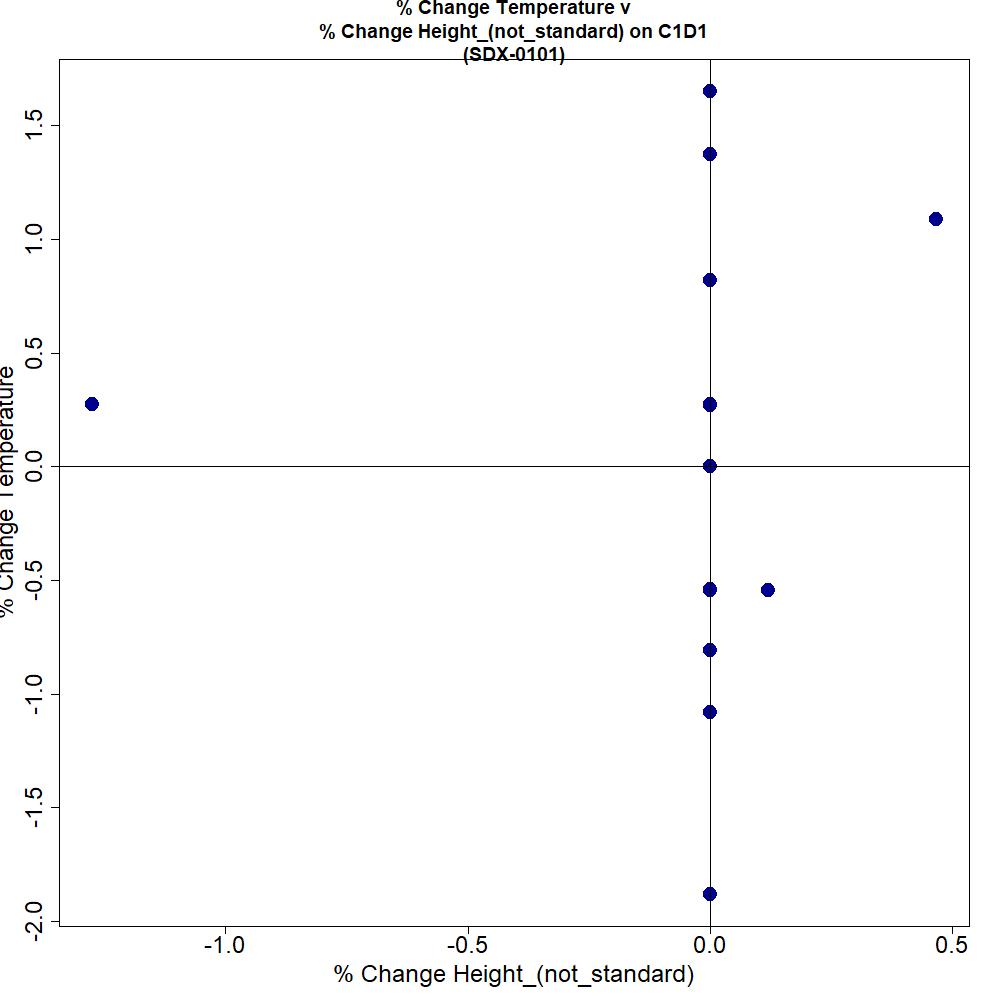 % Change Temperature v
% Change Height_(not_standard) on C1D1
(SDX-0101)
% Change Temperature
1.5
1.0
0.5
0.0
-0.5
-1.0
-1.5
-2.0
-1.0
-0.5
0.0
0.5
% Change Height_(not_standard)